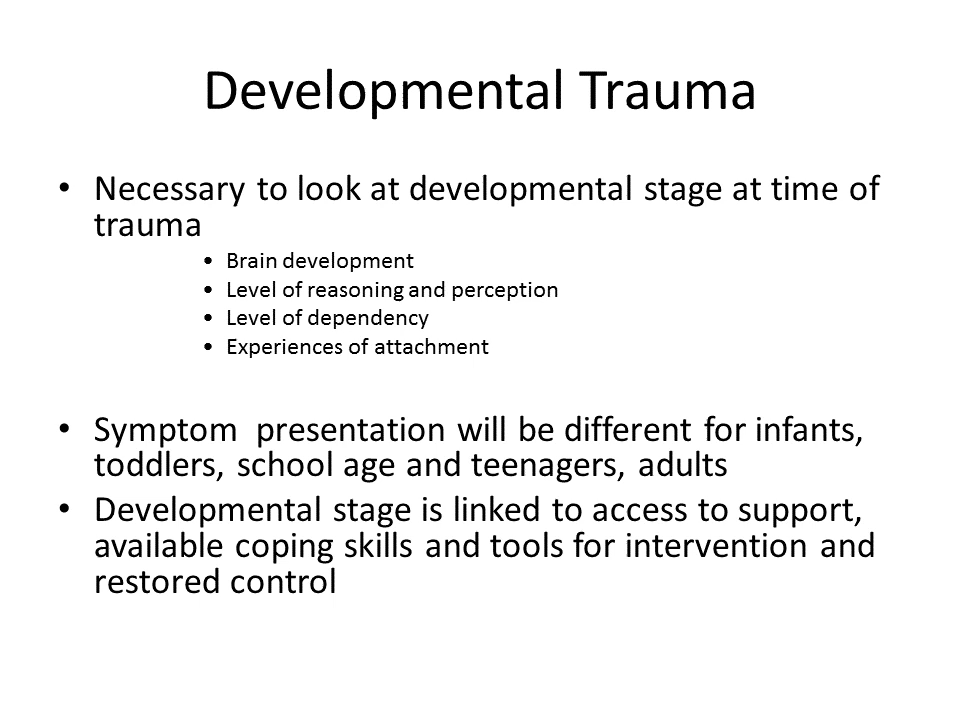 Developmental Trauma
• Necessary to look at developmental stage at time of
trauma
• Brain development
• Level of reasoning and perception
• Level of dependency
• Experiences of attachment
• Symptom  presentation will be different for infants,
toddlers, school age and teenagers, adults
• Developmental stage is linked to access to support,
available coping skills and tools for intervention and
restored control